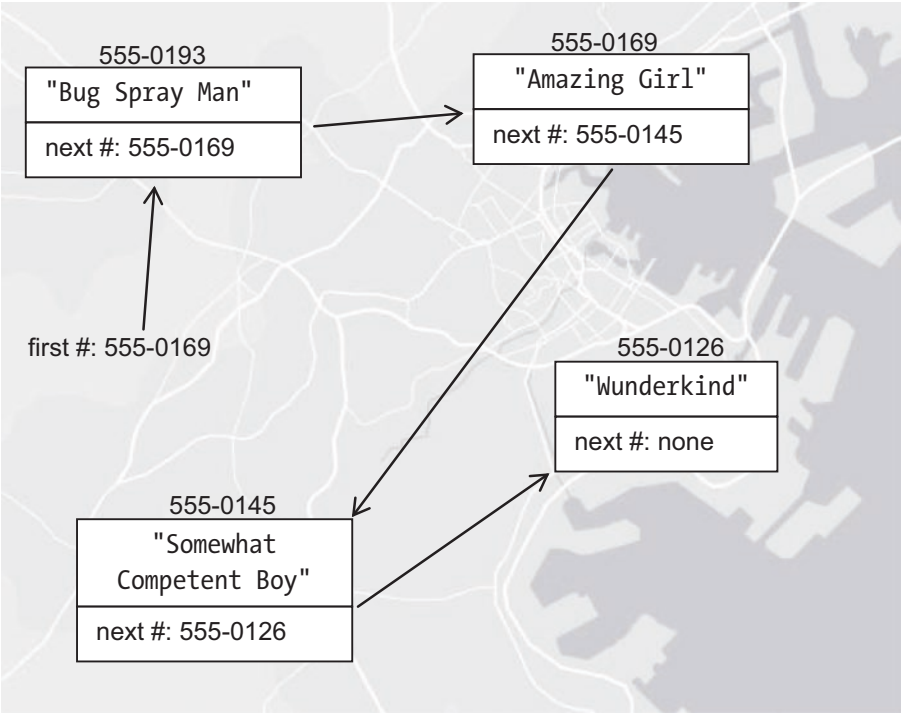 555-0193
"Bug Spray Man"
next #: 555-0169
555-0169
"Amazing Girl"
next #: 555-0145
first #: 555-0169
555-0126
"Wunderkind"
next #: none
555-0145
"Somewhat
Competent Boy"
next #: 555-0126